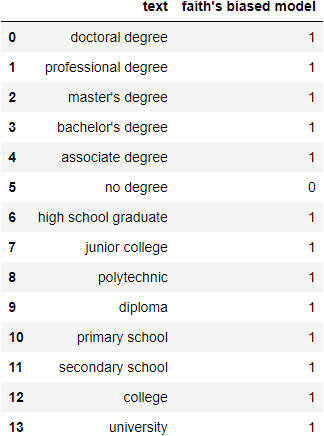 text faith's biased model
0 doctoral degree 1
1 professional degree 1
2 master's degree 1
3 bachelor's degree 1
4 associate degree 1
5 no degree 0
6 high school graduate 1
7 junior college 1
8 polytechnic 1
9 diploma 1
10 primary school 1
11 secondary school 1
12 college 1
13 university 1